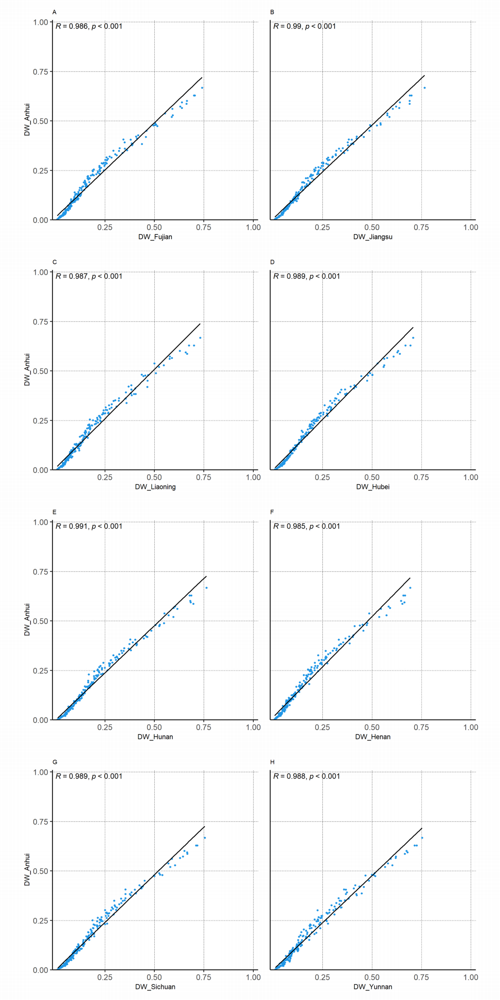 A
B
R = 0.986, p < 0.001
R = 0.99, p < 0.001
1.00
0.75
0.50
0.25
0.00
DW_Anhui
0.25 0.50 0.75 1.00
0.25 0.50 0.75 1.00
DW_Fujian
DW_Jiangsu
C
D
R = 0.987, p < 0.001
R = 0.989, p < 0.001
1.00
0.75
0.50
0.25
0.00
DW_Anhui
0.25 0.50 0.75 1.00
0.25 0.50 0.75 1.00
DW_Liaoning
DW_Hubei
E
F
R = 0.991, p < 0.001
R = 0.985, p < 0.001
1.00
0.75
0.50
0.25
0.00
DW_Anhui
0.25 0.50 0.75 1.00
0.25 0.50 0.75 1.00
DW_Hunan
DW_Henan
G
H
R = 0.989, p < 0.001
R = 0.988, p < 0.001
1.00
0.75
0.50
0.25
0.00
DW_Anhui
0.25 0.50 0.75 1.00
0.25 0.50 0.75 1.00
DW_Sichuan
DW_Yunnan